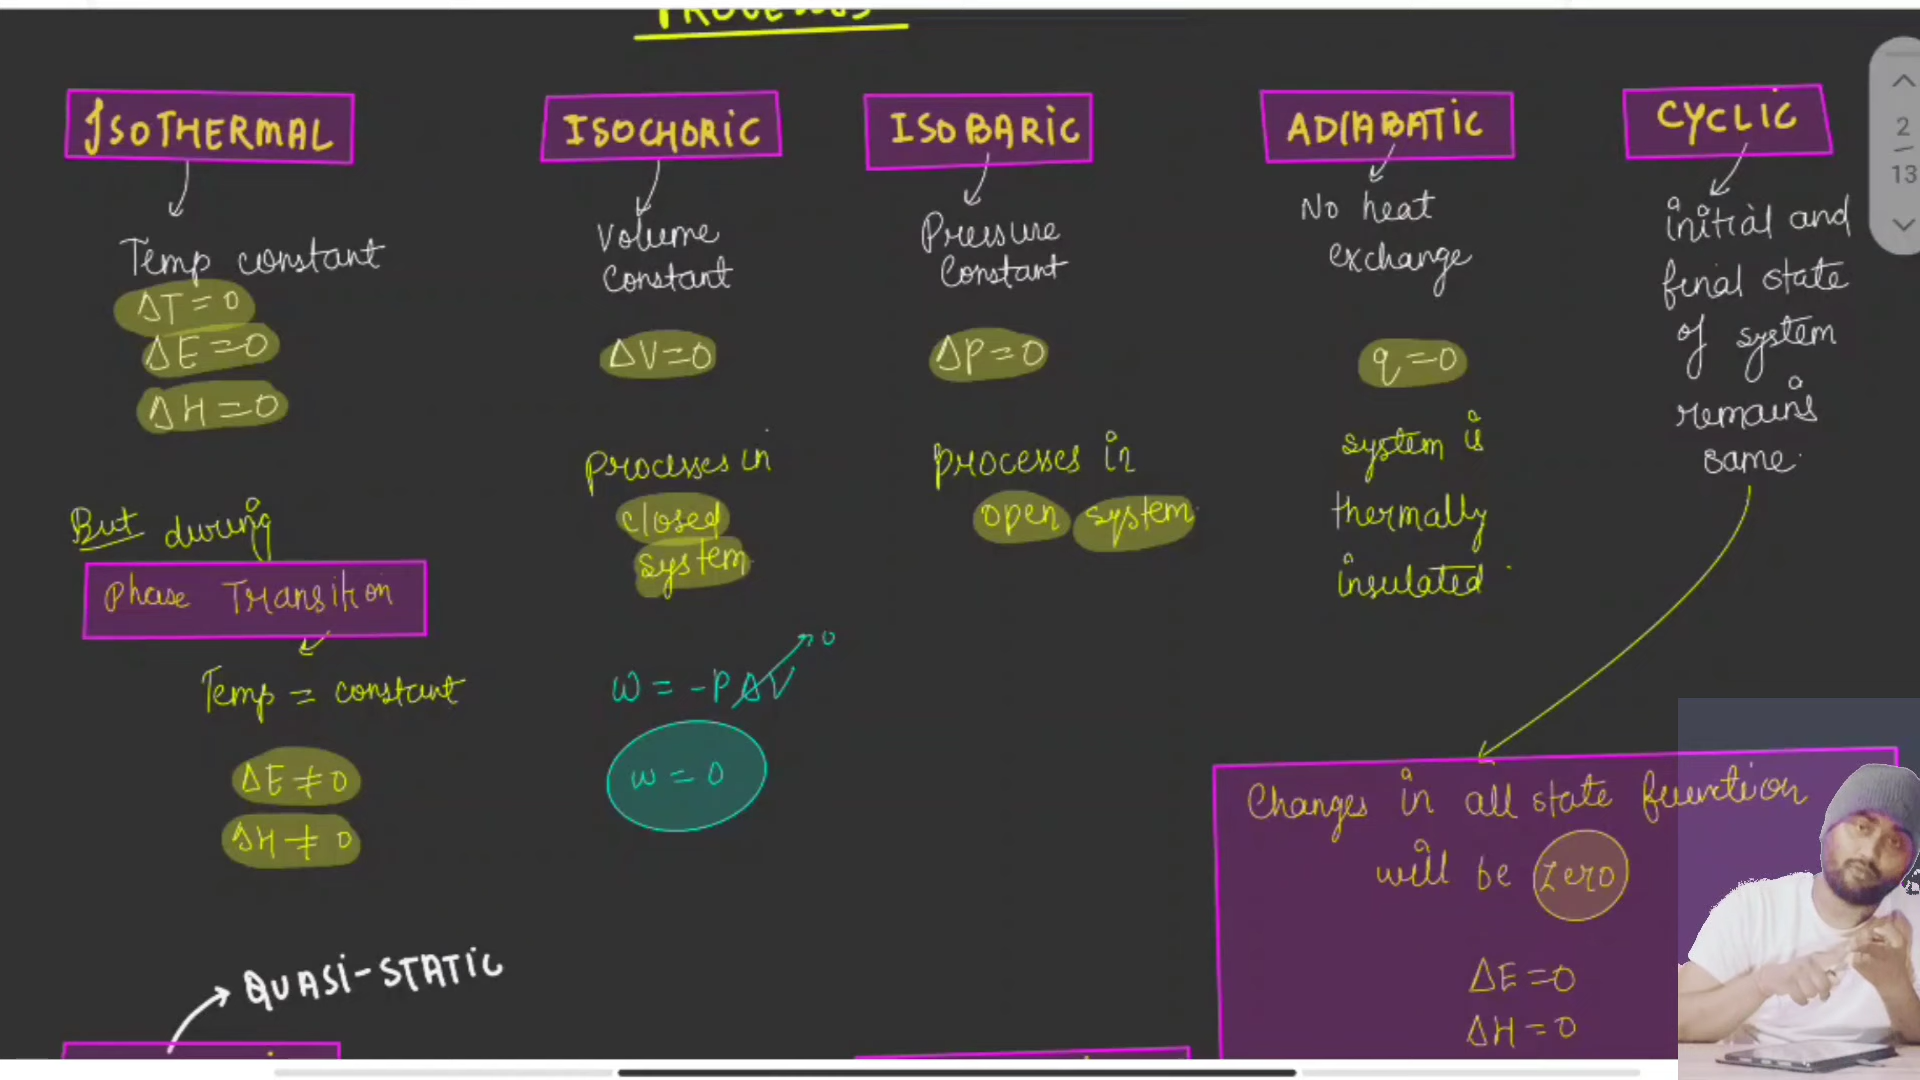 PROCESSES
ISOTHERMAL
Temp constant
ΔT = 0
ΔE = 0
ΔH = 0
But during
Phase Transition
Temp = constant
ΔE ≠ 0
ΔH ≠ 0
QUASI-STATIC
ISOCHORIC
Volume
Constant
ΔV = 0
processes in
closed
system
w = -PΔV → 0
w = 0
ISOBARIC
Pressure
Constant
ΔP = 0
processes in
open system
ADIABATIC
No heat
exchange
q = 0
system is
thermally
insulated
CYCLIC
initial and
final state
of system
remains
same.
Changes in all state function
will be zero
ΔE = 0
ΔH = 0
2
13